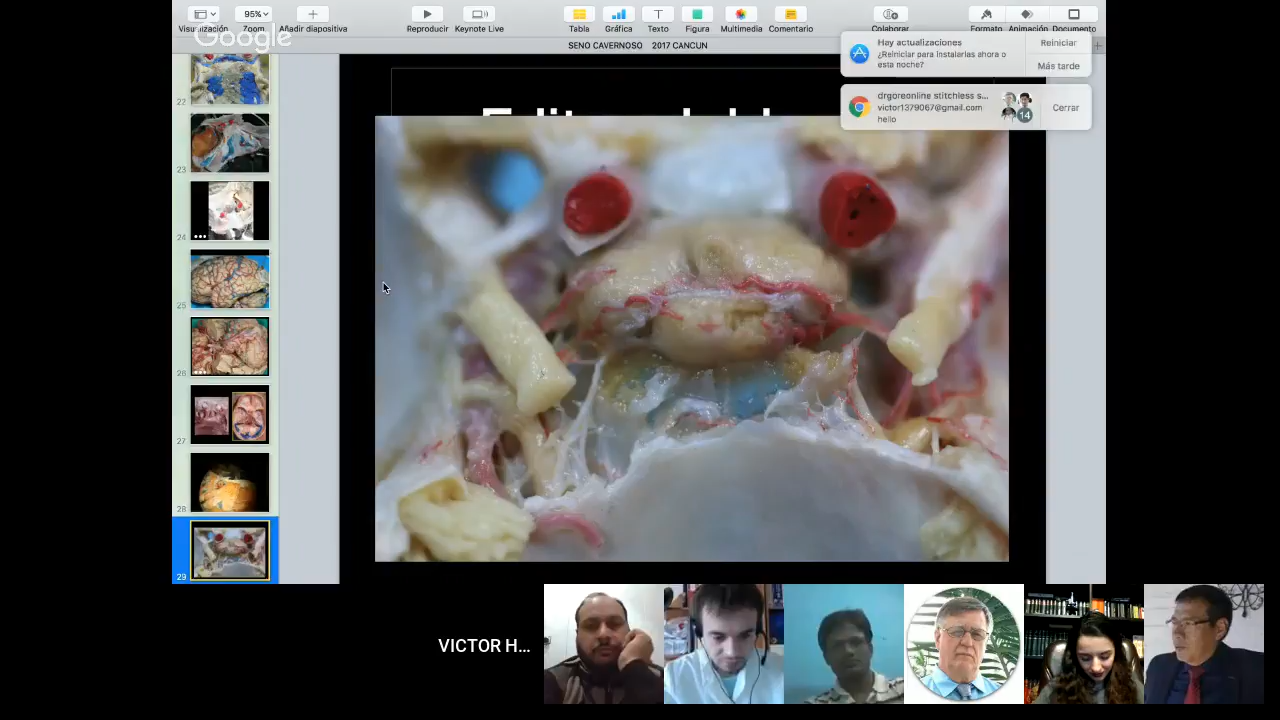 Google
95%
Visualización Zoom Añadir diapositiva Reproducir Keynote Live Tabla Gráfica Texto Figura Multimedia Comentario Colaborar Formato Animación Documento
SENO CAVERNOSO 2017 CANCUN
Hay actualizaciones
¿Reiniciar para instalarlas ahora o
esta noche?
Reiniciar
Más tarde
drgoreonline stitchless s...
victor1379067@gmail.com
hello
14
Cerrar
22
23
24
25
26
27
28
29
VICTOR H...